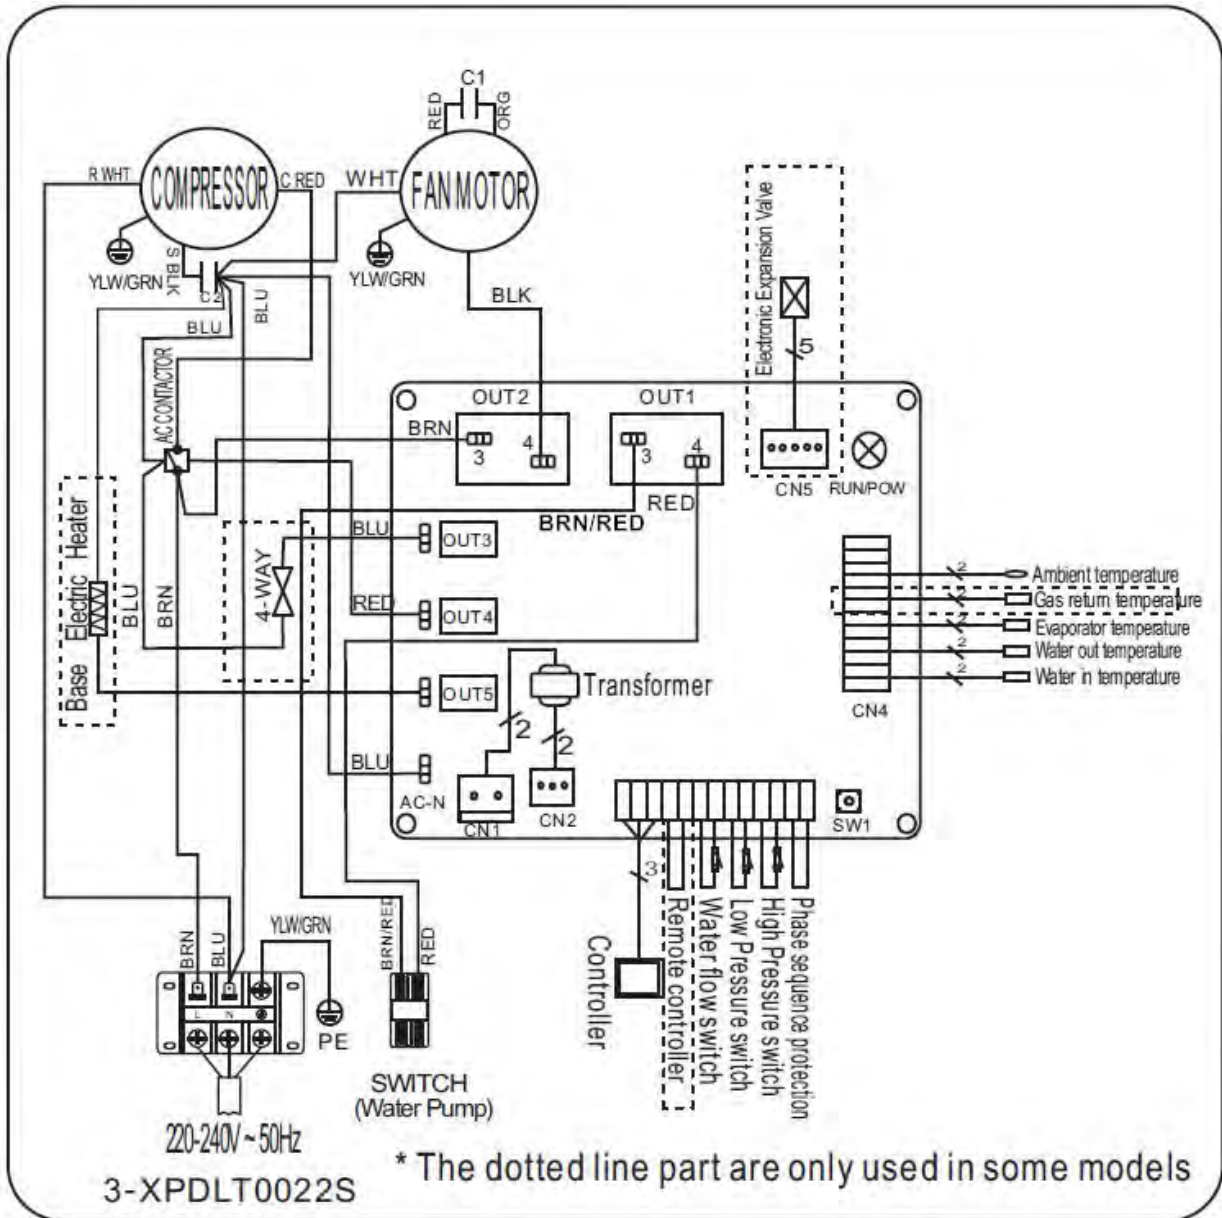 C1
RED
ORG
R WHT
COMPRESSOR
C RED
WHT
FAN MOTOR
YLW/GRN
S BLK
C2
BLU
BLU
YLW/GRN
BLK
Electronic Expansion Valve
5
AC CONTACTOR
OUT2
OUT1
BRN
3
4
3
4
CN5
RUN/POW
RED
BRN/RED
Base Electric Heater
BLU
BRN
4-WAY
BLU
OUT3
RED
OUT4
OUT5
BLU
AC-N
Transformer
2
2
CN1
CN2
2
Ambient temperature
2
Gas return temperature
2
Evaporator temperature
2
Water out temperature
2
Water in temperature
CN4
SW1
3
Controller
Remote controller
Water flow switch
Low Pressure switch
High Pressure switch
Phase sequence protection
BRN
BLU
YLW/GRN
L
N
PE
BRN/RED
RED
SWITCH
(Water Pump)
220-240V ~ 50Hz
3-XPDLT0022S
* The dotted line part are only used in some models